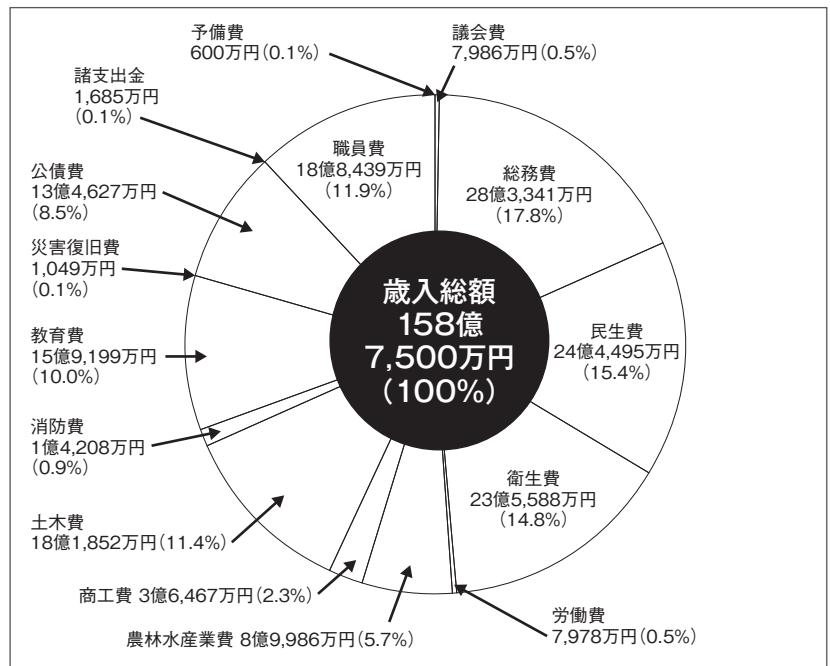 予備費
600万円（0.1%）
議会費
7,986万円（0.5%）
諸支出金
1,685万円
（0.1%）
職員費
18億8,439万円
（11.9%）
総務費
28億3,341万円
（17.8%）
公債費
13億4,627万円
（8.5%）
災害復旧費
1,049万円
（0.1%）
歳入総額
158億
7,500万円
（100%）
民生費
24億4,495万円
（15.4%）
教育費
15億9,199万円
（10.0%）
消防費
1億4,208万円
（0.9%）
衛生費
23億5,588万円
（14.8%）
土木費
18億1,852万円（11.4%）
商工費 3億6,467万円（2.3%）
農林水産業費 8億9,986万円（5.7%）
労働費
7,978万円（0.5%）